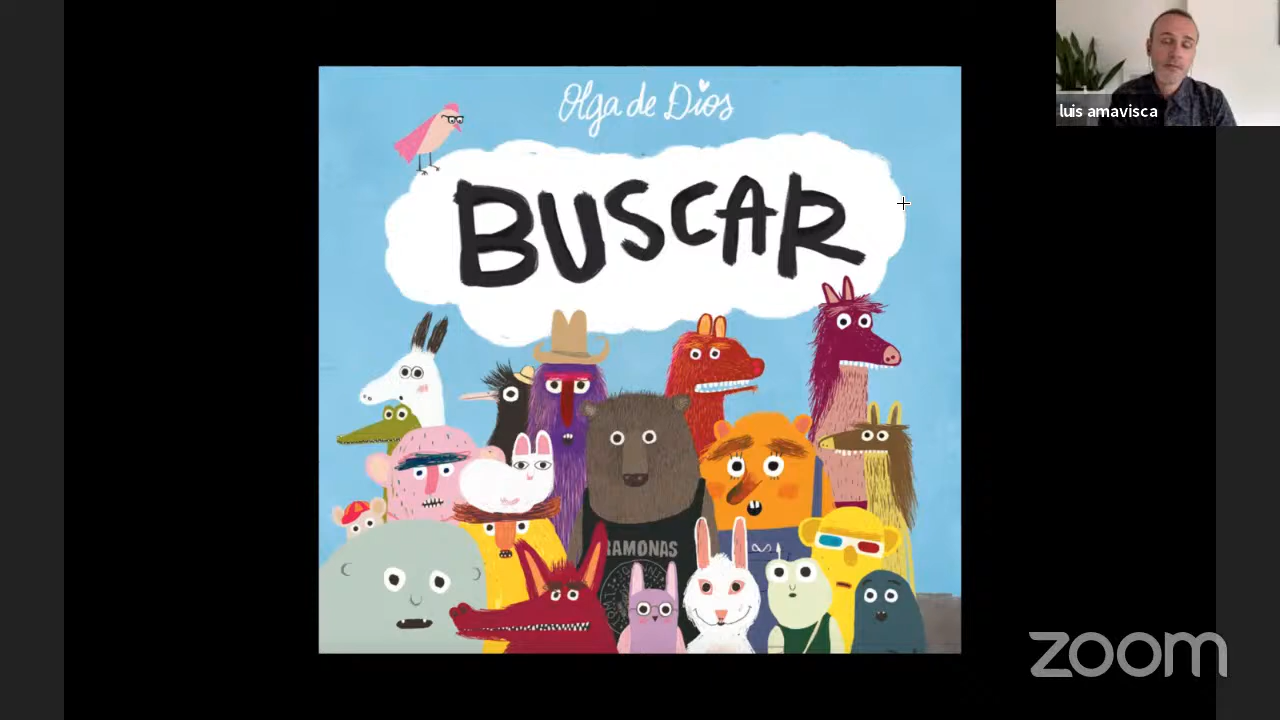 Olga de Dios
BUSCAR
RAMONAS
luis amavisca
zoom